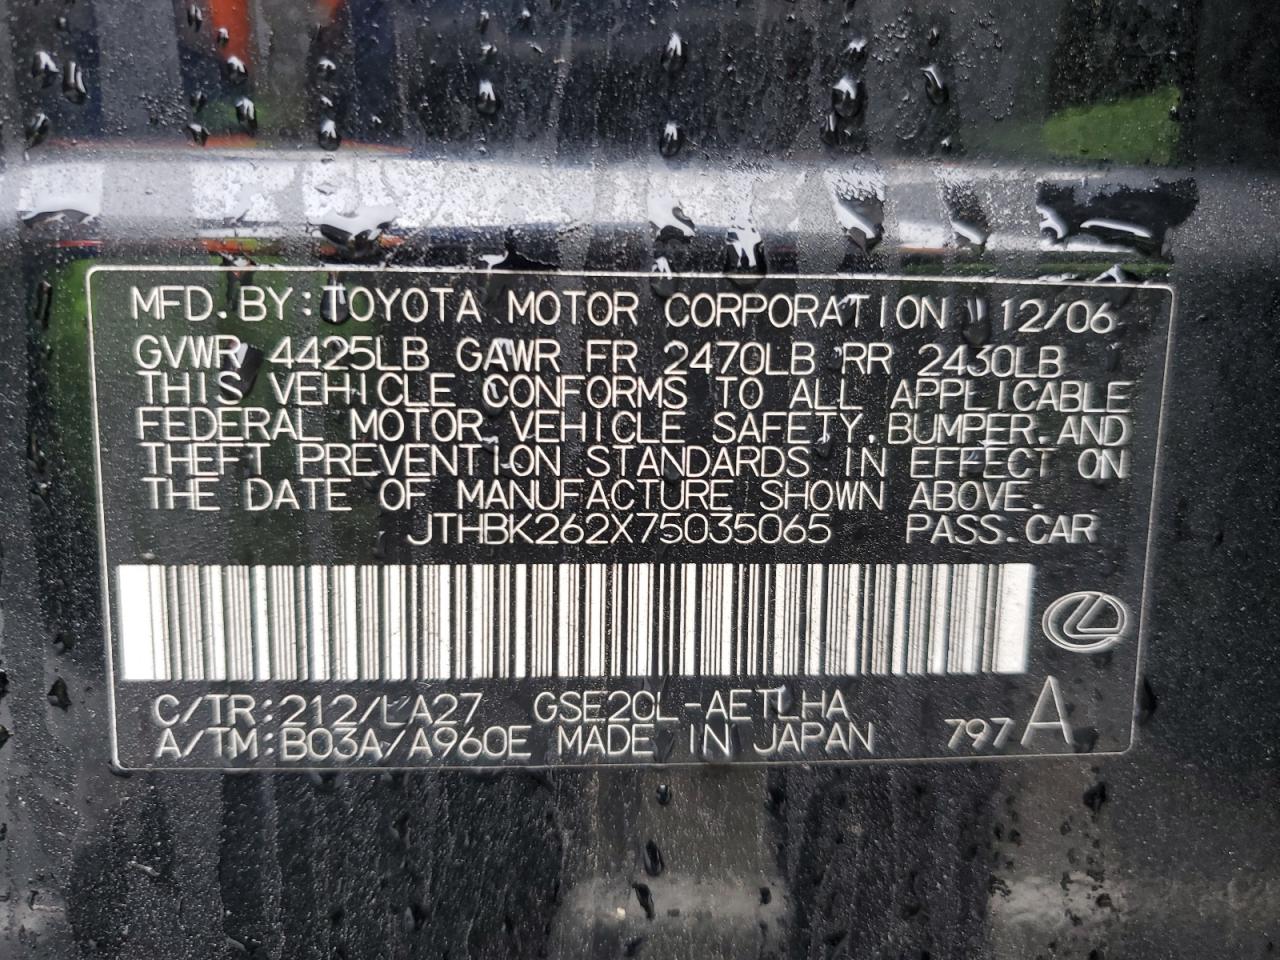 MFD.BY:TOYOTA MOTOR CORPORATION 12/06
GVWR 4425LB GAWR FR 2470LB RR 2430LB
THIS VEHICLE CONFORMS TO ALL APPLICABLE
FEDERAL MOTOR VEHICLE SAFETY,BUMPER,AND
THEFT PREVENTION STANDARDS IN EFFECT ON
THE DATE OF MANUFACTURE SHOWN ABOVE.
JTHBK262X75035065 PASS.CAR
C/TR:212/LA27 GSE20L-AETLHA
A/TM:B03A/A960E MADE IN JAPAN 797 A